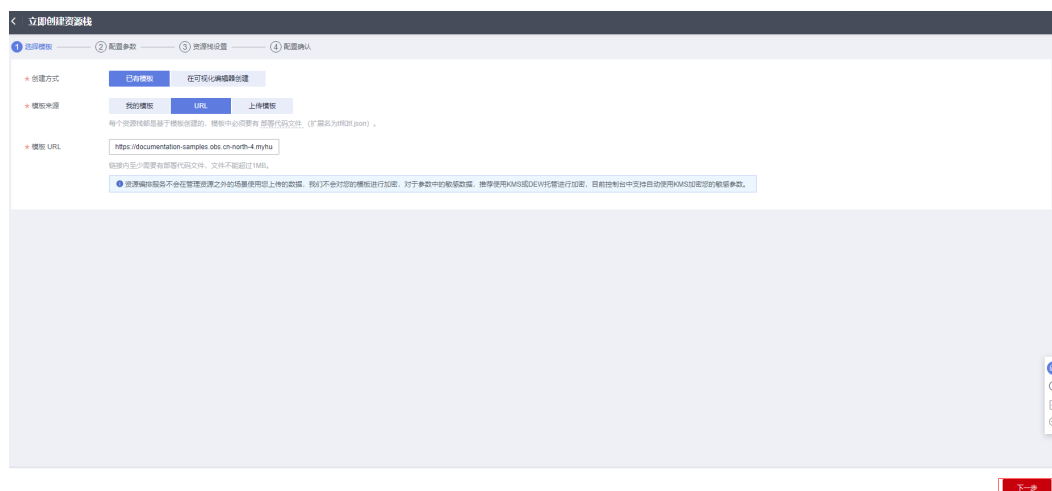 < 立即创建资源栈
1 选择模板 2 配置参数 3 资源栈设置 4 配置确认
* 创建方式 已有模板 在可视化编辑器创建
* 模板来源 我的模板 URL 上传模板
每个资源栈都是基于模板创建的，模板中必须要有 部署代码文件 （扩展名为tf和tf.json）。
* 模板 URL https://documentation-samples.obs.cn-north-4.myhu
链接内至少需要有部署代码文件，文件不能超过1MB。
资源编排服务不会在管理资源之外的场景使用您上传的数据，我们不会对您的模板进行加密，对于参数中的敏感数据，推荐使用KMS或DEW托管进行加密，目前控制台中支持自动使用KMS加密您的敏感参数。
下一步